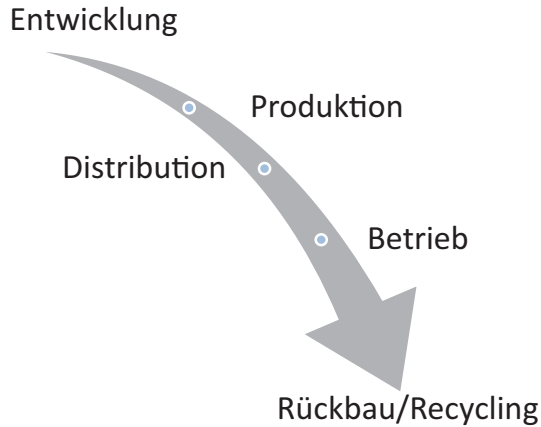 Entwicklung
Produktion
Distribution
Betrieb
Rückbau/Recycling